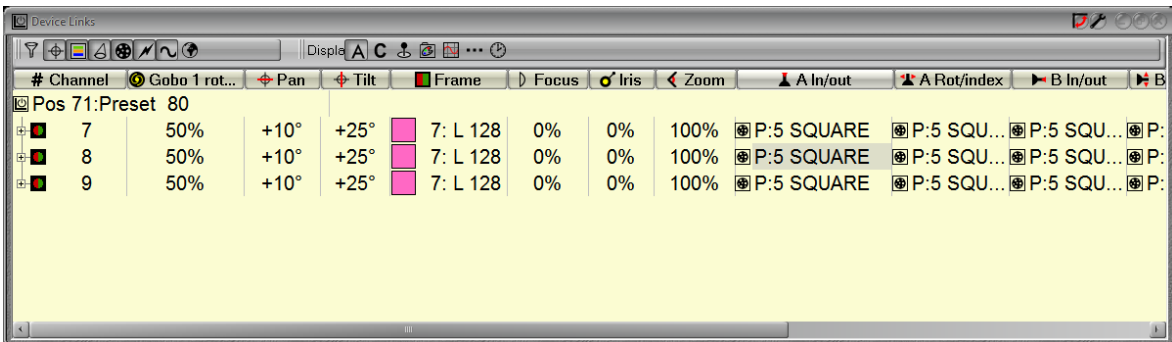 Device Links
Displa A C
# Channel Gobo 1 rot... Pan Tilt Frame Focus Iris Zoom A In/out A Rot/index B In/out B
Pos 71:Preset 80
7 50% +10° +25° 7: L 128 0% 0% 100% P:5 SQUARE P:5 SQU... P:5 SQU... P:
8 50% +10° +25° 7: L 128 0% 0% 100% P:5 SQUARE P:5 SQU... P:5 SQU... P:
9 50% +10° +25° 7: L 128 0% 0% 100% P:5 SQUARE P:5 SQU... P:5 SQU... P: